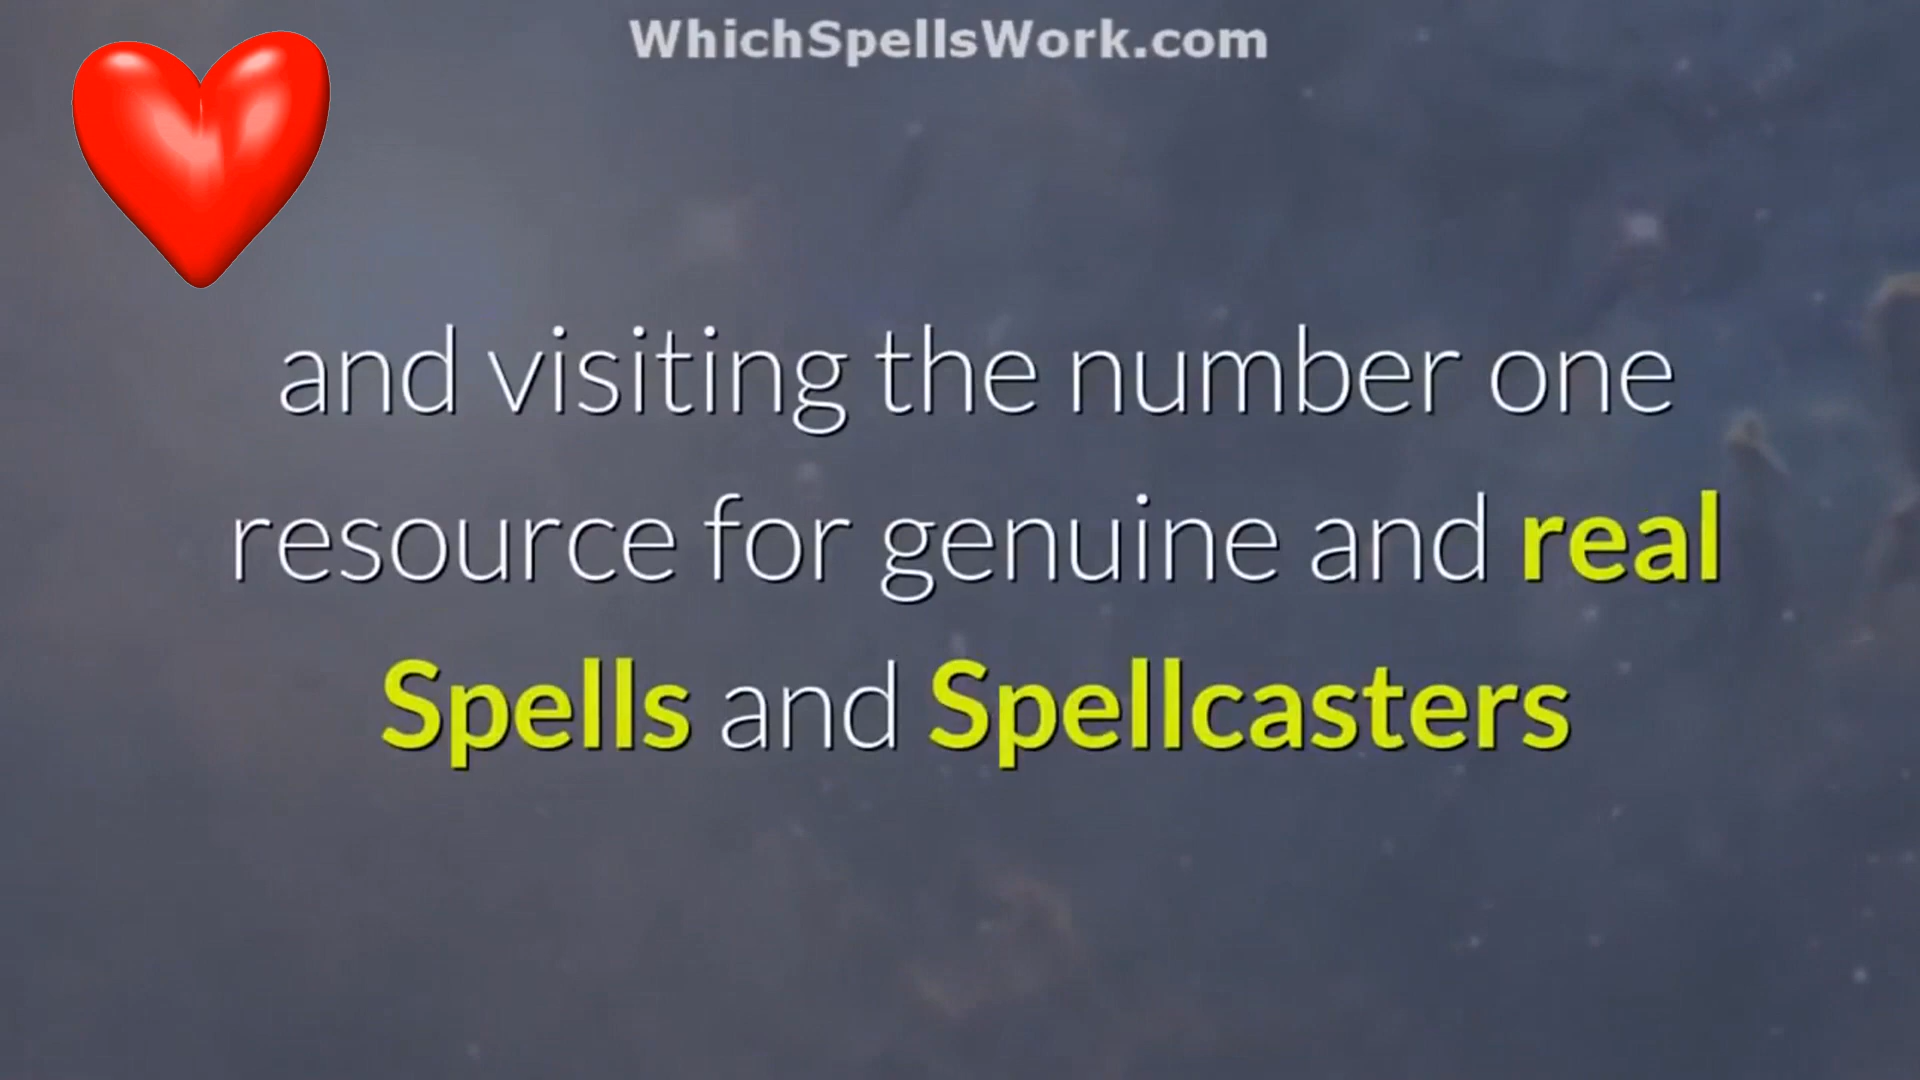 WhichSpellsWork.com
and visiting the number one
resource for genuine and real
Spells and Spellcasters